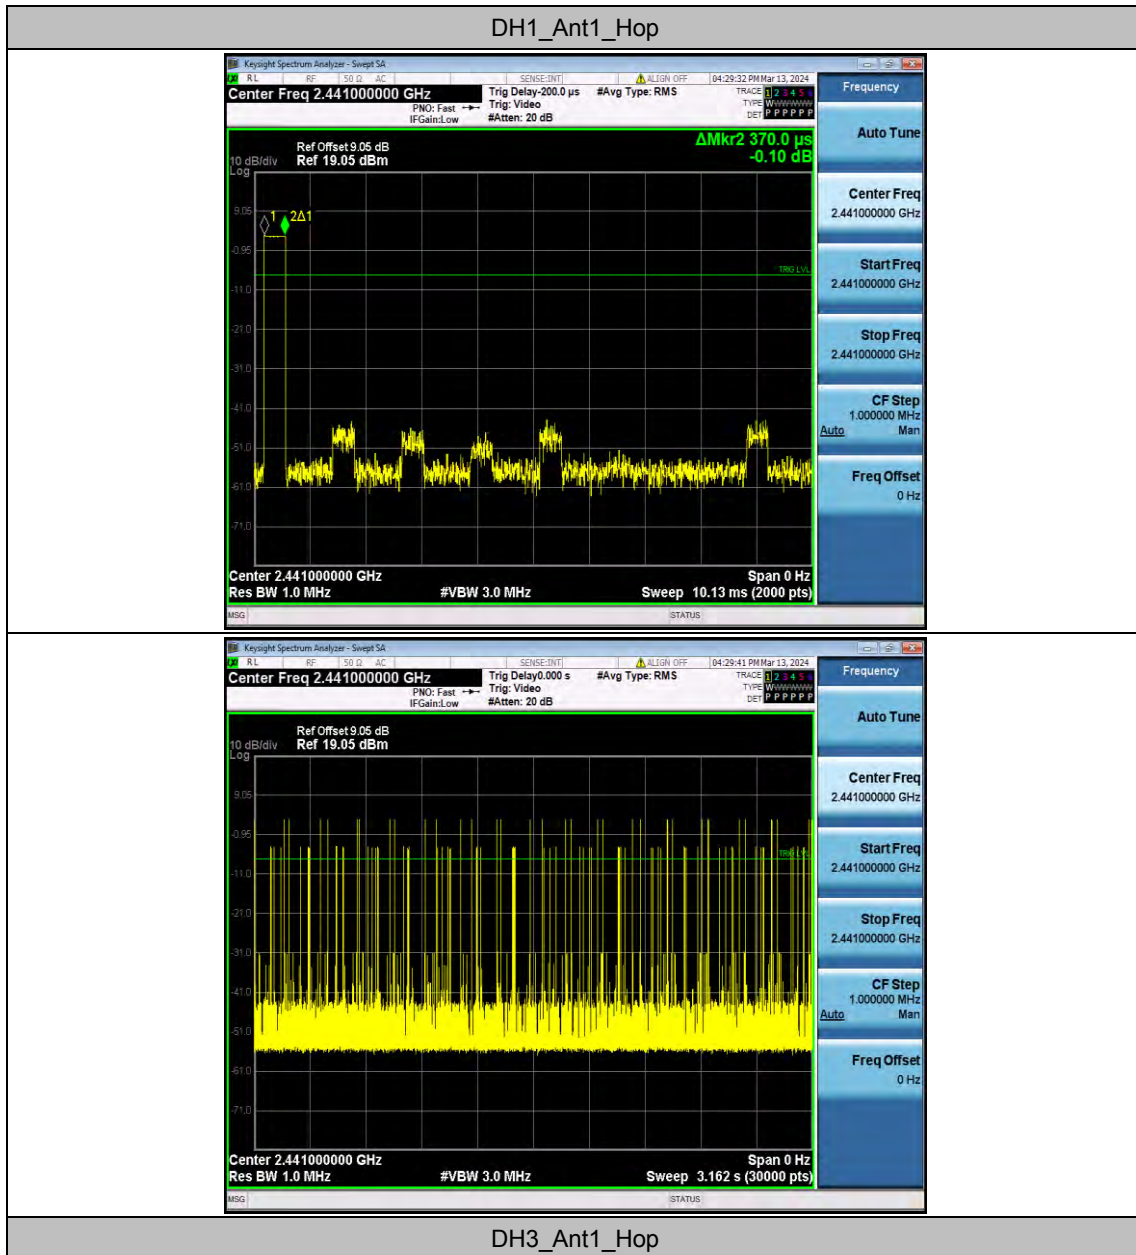 DH1_Ant1_Hop
Keysight Spectrum Analyzer - Swept SA
RL RF 50 Ω AC SENSE:INT ALIGN OFF 04:29:32 PM Mar 13, 2024
Center Freq 2.441000000 GHz
PNO: Fast
IFGain:Low
Trig Delay-200.0 µs
Trig: Video
#Atten: 20 dB
#Avg Type: RMS
TRACE 1 2 3 4 5 6
TYPE W
DET P P P P P P
Frequency
Auto Tune
Ref Offset 9.05 dB
10 dB/div Ref 19.05 dBm
Log
ΔMkr2 370.0 µs
-0.10 dB
1 2Δ1
TRIG LVL
9.05
-0.95
-11.0
-21.0
-31.0
-41.0
-51.0
-61.0
-71.0
Center Freq
2.441000000 GHz
Start Freq
2.441000000 GHz
Stop Freq
2.441000000 GHz
CF Step
1.000000 MHz
Auto Man
Freq Offset
0 Hz
Center 2.441000000 GHz Span 0 Hz
Res BW 1.0 MHz #VBW 3.0 MHz Sweep 10.13 ms (2000 pts)
MSG STATUS
Keysight Spectrum Analyzer - Swept SA
RL RF 50 Ω AC SENSE:INT ALIGN OFF 04:29:41 PM Mar 13, 2024
Center Freq 2.441000000 GHz
PNO: Fast
IFGain:Low
Trig Delay0.000 s
Trig: Video
#Atten: 20 dB
#Avg Type: RMS
TRACE 1 2 3 4 5 6
TYPE W
DET P P P P P P
Frequency
Auto Tune
Ref Offset 9.05 dB
10 dB/div Ref 19.05 dBm
Log
TRIG LVL
9.05
-0.95
-11.0
-21.0
-31.0
-41.0
-51.0
-61.0
-71.0
Center Freq
2.441000000 GHz
Start Freq
2.441000000 GHz
Stop Freq
2.441000000 GHz
CF Step
1.000000 MHz
Auto Man
Freq Offset
0 Hz
Center 2.441000000 GHz Span 0 Hz
Res BW 1.0 MHz #VBW 3.0 MHz Sweep 3.162 s (30000 pts)
MSG STATUS
DH3_Ant1_Hop